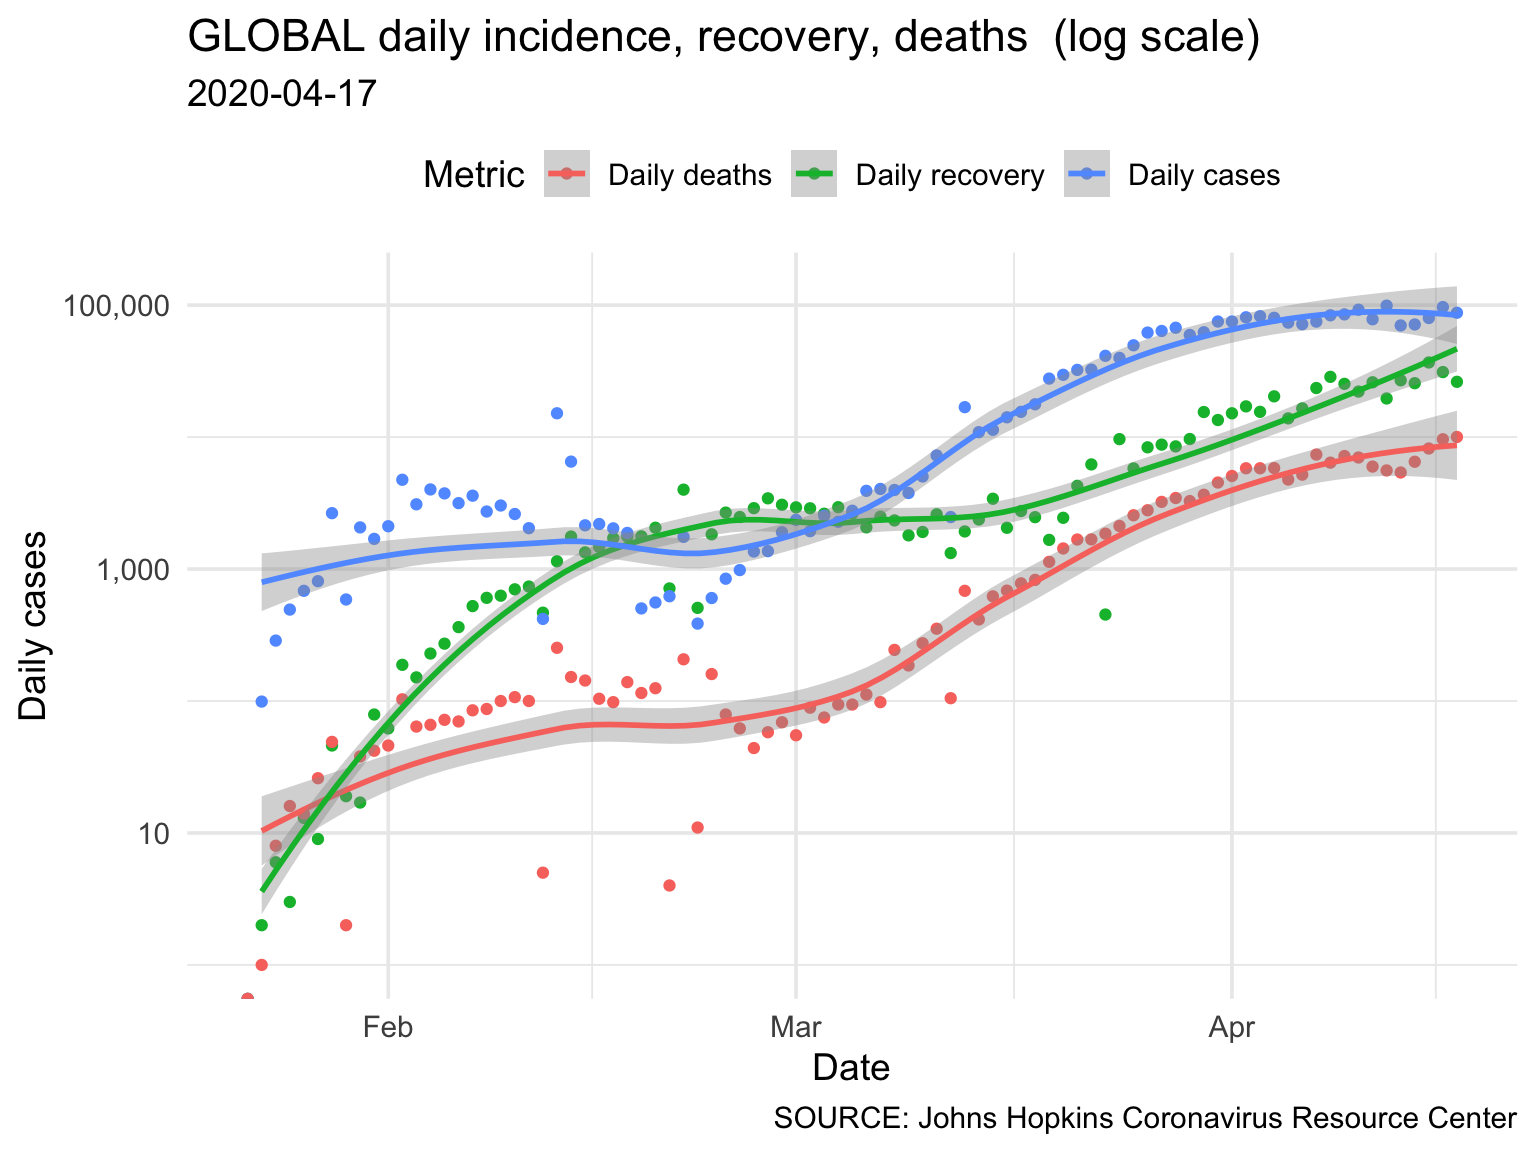 GLOBAL daily incidence, recovery, deaths  (log scale)
2020-04-17
Metric Daily deaths Daily recovery Daily cases
100,000
1,000
10
Daily cases
Feb Mar Apr
Date
SOURCE: Johns Hopkins Coronavirus Resource Center